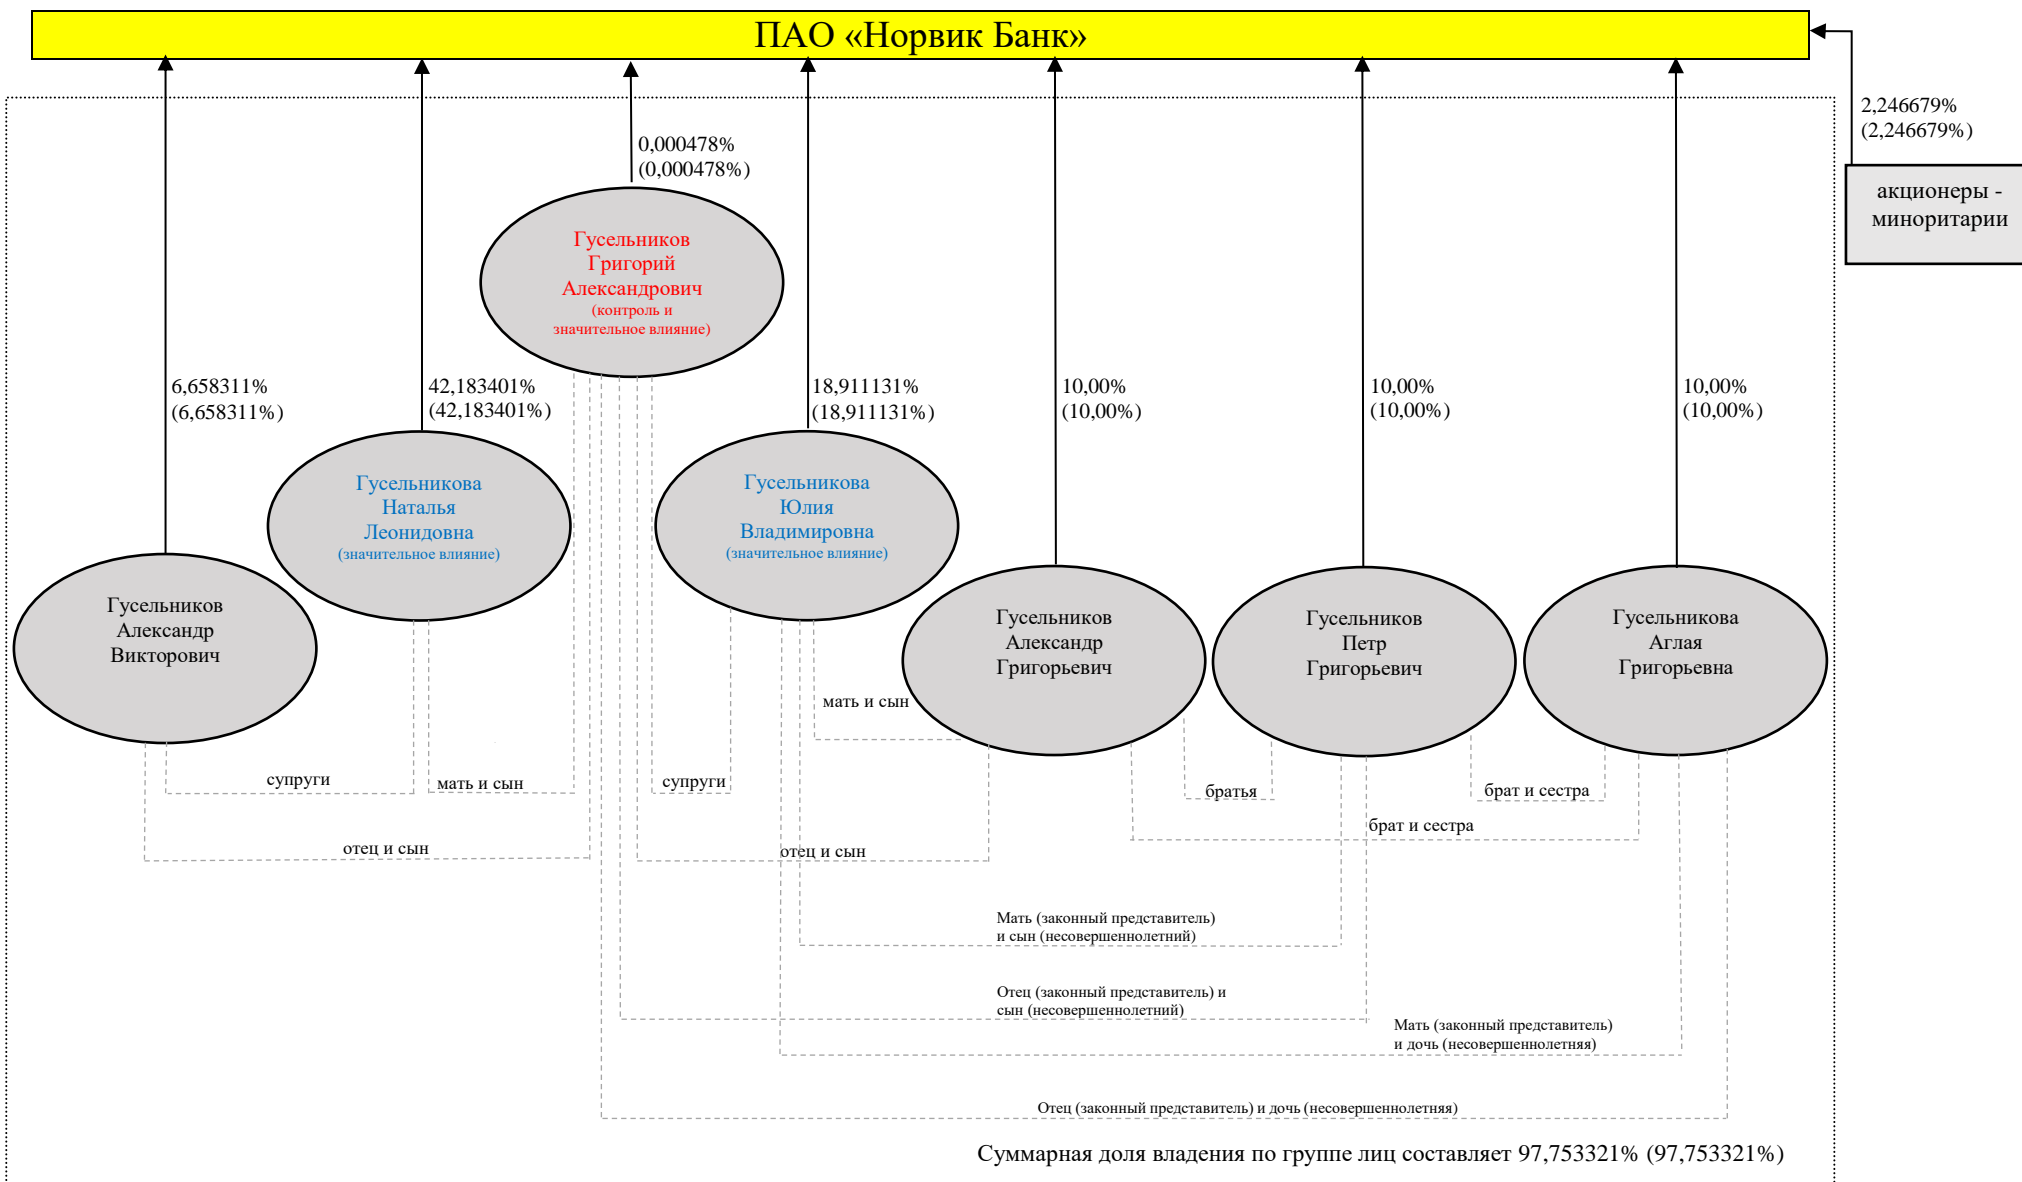 ПАО «Норвик Банк»
2,246679%
(2,246679%)
акционеры -
миноритарии
0,000478%
(0,000478%)
Гусельников
Григорий
Александрович
(контроль и
значительное влияние)
6,658311%
(6,658311%)
42,183401%
(42,183401%)
18,911131%
(18,911131%)
10,00%
(10,00%)
10,00%
(10,00%)
10,00%
(10,00%)
Гусельникова
Наталья
Леонидовна
(значительное влияние)
Гусельникова
Юлия
Владимировна
(значительное влияние)
Гусельников
Александр
Викторович
Гусельников
Александр
Григорьевич
Гусельников
Петр
Григорьевич
Гусельникова
Аглая
Григорьевна
мать и сын
супруги
мать и сын
супруги
братья
брат и сестра
брат и сестра
отец и сын
отец и сын
Мать (законный представитель)
и сын (несовершеннолетний)
Отец (законный представитель) и
сын (несовершеннолетний)
Мать (законный представитель)
и дочь (несовершеннолетняя)
Отец (законный представитель) и дочь (несовершеннолетняя)
Суммарная доля владения по группе лиц составляет 97,753321% (97,753321%)